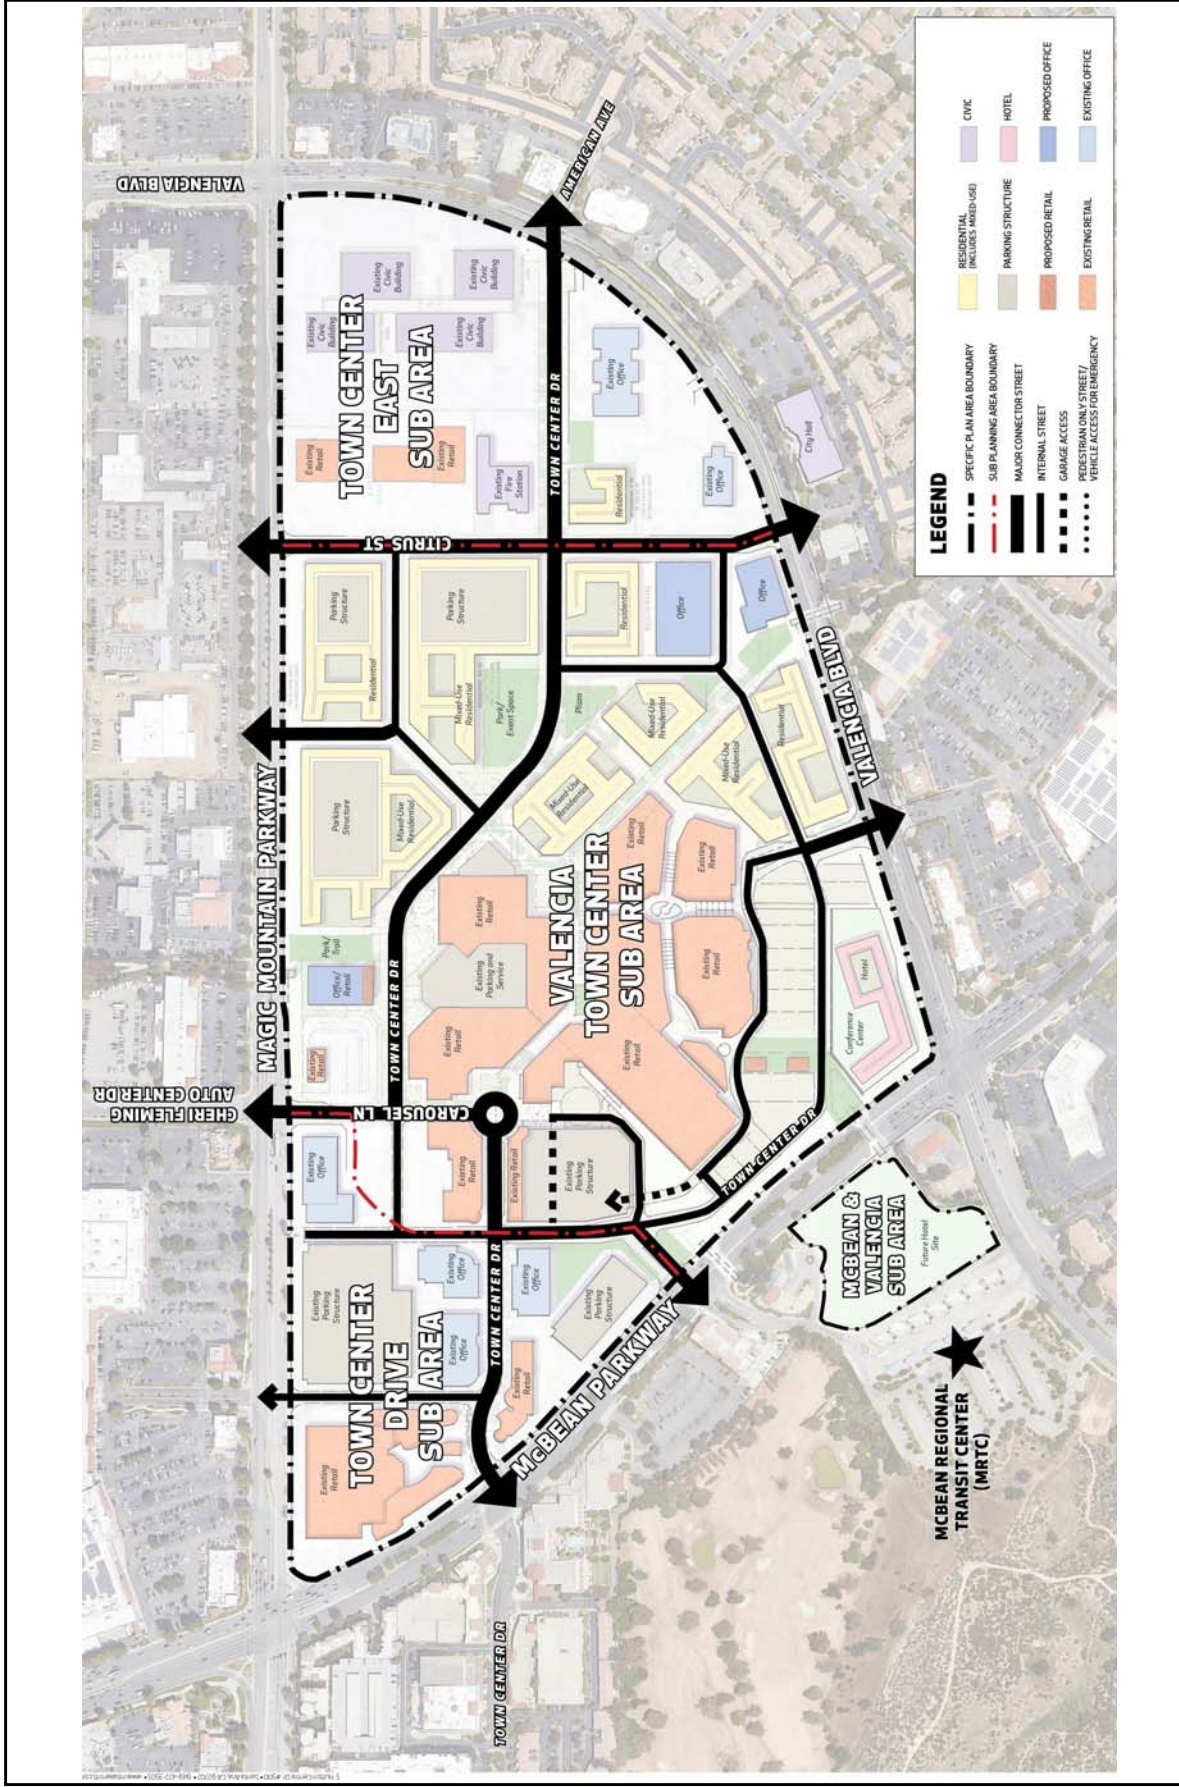 MAGIC MOUNTAIN PARKWAY
VALENCIA BLVD
CHERI FLEMING
AUTO CENTER DR
TOWN CENTER
DRIVE
SUB AREA
Existing
Retail
Existing
Parking
Structure
Existing
Office
Existing
Office
Existing
Office
Existing
Retail
Existing
Office
Existing
Parking
Structure
TOWN CENTER DR
TOWN CENTER DR
McBEAN PARKWAY
CAROUSEL LN
Existing
Retail
Existing Retail
Existing
Parking
Structure
TOWN CENTER DR
TOWN CENTER DR
VALENCIA
TOWN CENTER
SUB AREA
Existing
Retail
Office/
Retail
Park/
Trail
Existing
Retail
Existing
Parking and
Service
Existing
Retail
Existing
Retail
Existing
Retail
Existing
Retail
Existing
Retail
Parking
Structure
Mixed-Use
Residential
Parking
Structure
Residential
Parking
Structure
Mixed-Use
Residential
Park/
Event Space
Plaza
Mixed-Use
Residential
Mixed-Use
Residential
Mixed-Use
Residential
Residential
Residential
Office
Office
Conference
Center
Hotel
VALENCIA BLVD
CITRUS ST
TOWN CENTER
EAST
SUB AREA
Existing
Retail
Existing
Retail
Existing
Civic
Building
Existing
Civic
Building
Existing
Civic
Building
Existing
Civic
Building
Existing
Fire
Station
TOWN CENTER DR
Residential
Existing
Office
Existing
Office
City Hall
AMERICAN AVE
MCBEAN &
VALENCIA
SUB AREA
Future Hotel
Site
MCBEAN REGIONAL
TRANSIT CENTER
(MRTC)
LEGEND
SPECIFIC PLAN AREA BOUNDARY
SUB PLANNING AREA BOUNDARY
MAJOR CONNECTOR STREET
INTERNAL STREET
GARAGE ACCESS
PEDESTRIAN ONLY STREET/
VEHICLE ACCESS FOR EMERGENCY
RESIDENTIAL
(INCLUDES MIXED-USE)
PARKING STRUCTURE
PROPOSED RETAIL
EXISTING RETAIL
CIVIC
HOTEL
PROPOSED OFFICE
EXISTING OFFICE